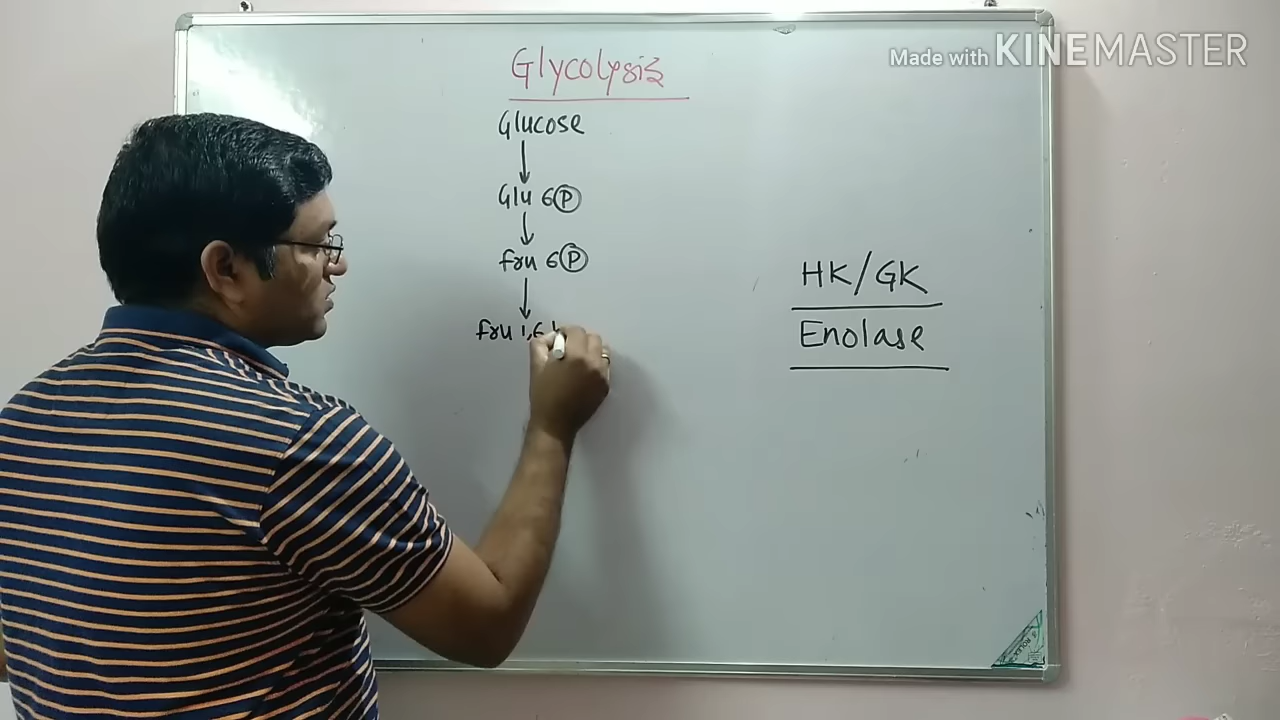 Made with KINEMASTER
Glycolysis
Glucose
Glu 6 P
fru 6 P
fru 1,6
HK/GK
Enolase